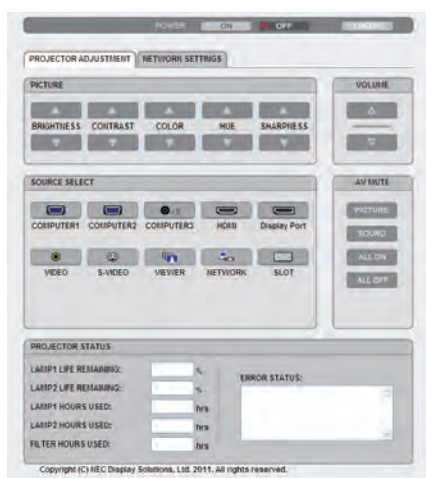 POWER ON OFF
PROJECTOR ADJUSTMENT NETWORK SETTINGS
PICTURE
BRIGHTNESS CONTRAST COLOR HUE SHARPNESS
VOLUME
SOURCE SELECT
COMPUTER1 COMPUTER2 COMPUTER3 HDMI Display Port
VIDEO S-VIDEO VIEWER NETWORK SLOT
AV MUTE
PICTURE
SOUND
ALL ON
ALL OFF
PROJECTOR STATUS
LAMP1 LIFE REMAINING: %
LAMP2 LIFE REMAINING: %
LAMP1 HOURS USED: hrs
LAMP2 HOURS USED: hrs
FILTER HOURS USED: hrs
ERROR STATUS:
Copyright (C) NEC Display Solutions, Ltd. 2011. All rights reserved.